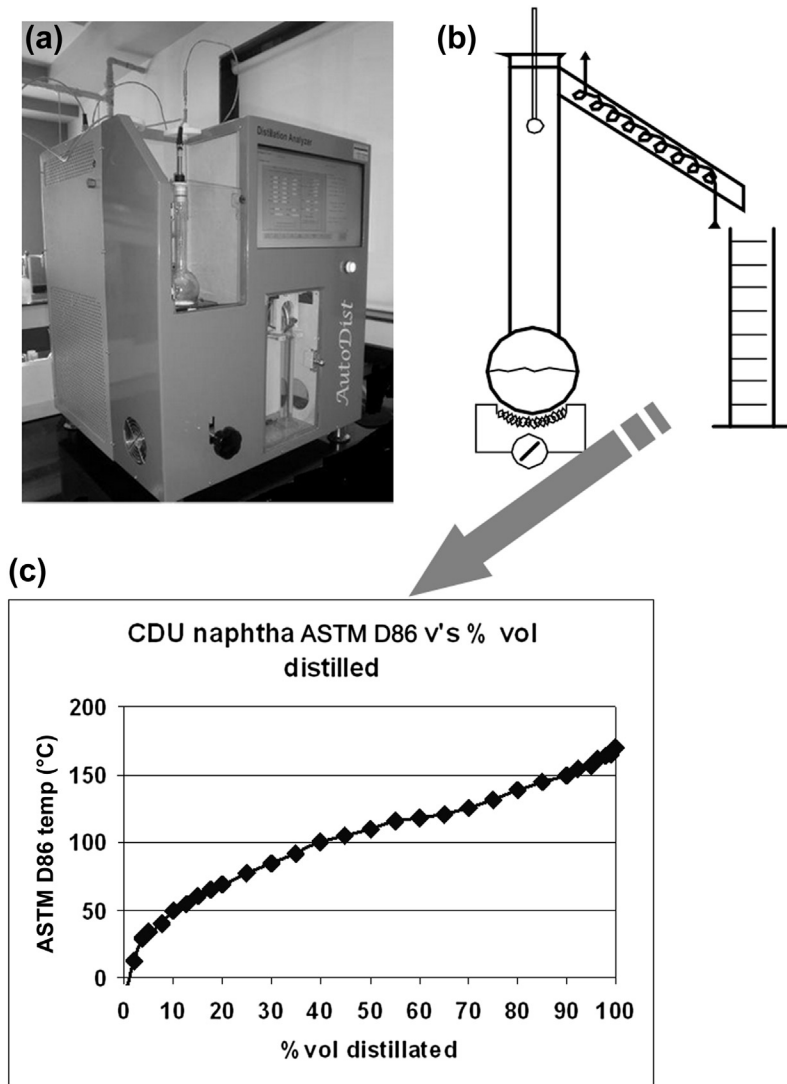 (a)
(b)
Distillation Analyzer
AutoDist
(c)
CDU naphtha ASTM D86 v's % vol
distilled
ASTM D86 temp (°C)
200
150
100
50
0
0 10 20 30 40 50 60 70 80 90 100
% vol distillated